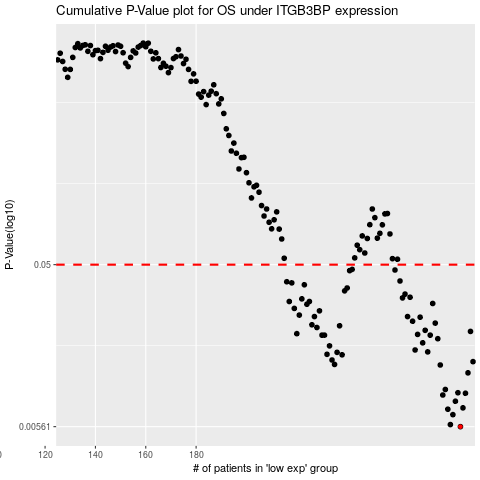 Cumulative P-Value plot for OS under ITGB3BP expression
P-Value(log10)
0.05
0.00561
0 120 140 160 180
# of patients in 'low exp' group